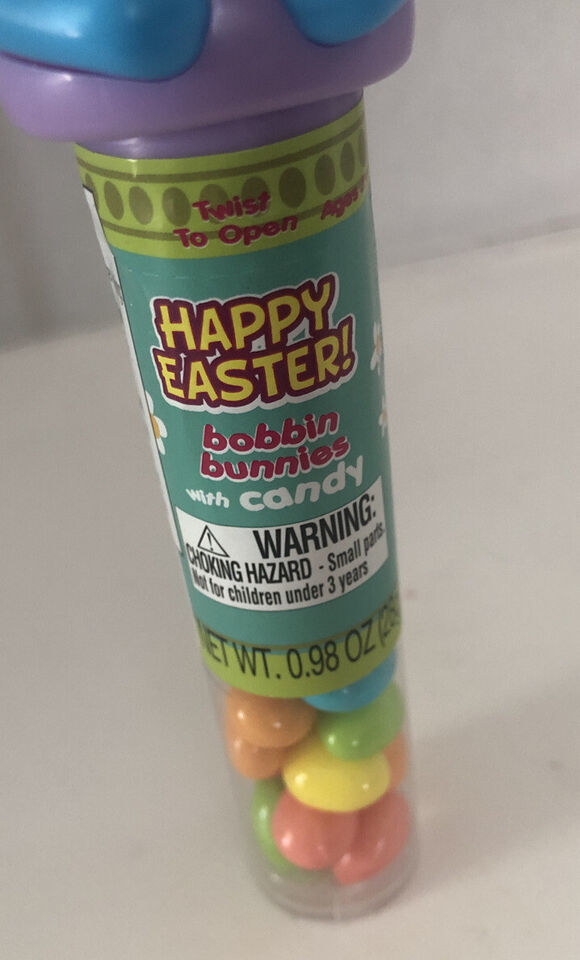 Twist
To Open Ages
HAPPY
EASTER!
bobbin
bunnies
with candy
WARNING:
CHOKING HAZARD - Small parts.
Not for children under 3 years
NET WT. 0.98 OZ (28